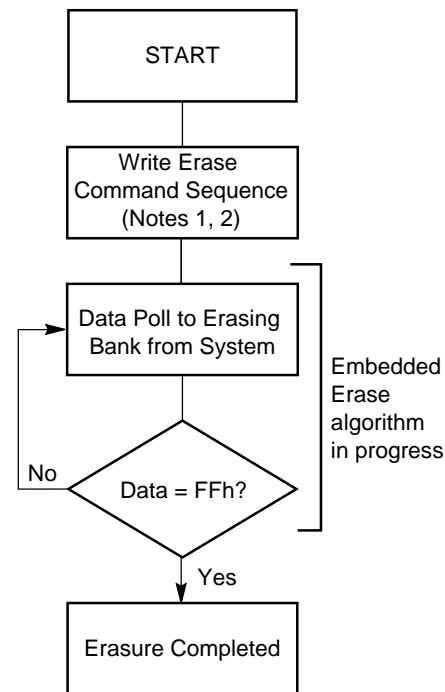 START
Write Erase
Command Sequence
(Notes 1, 2)
Data Poll to Erasing
Bank from System
Embedded
Erase
algorithm
in progress
No
Data = FFh?
Yes
Erasure Completed